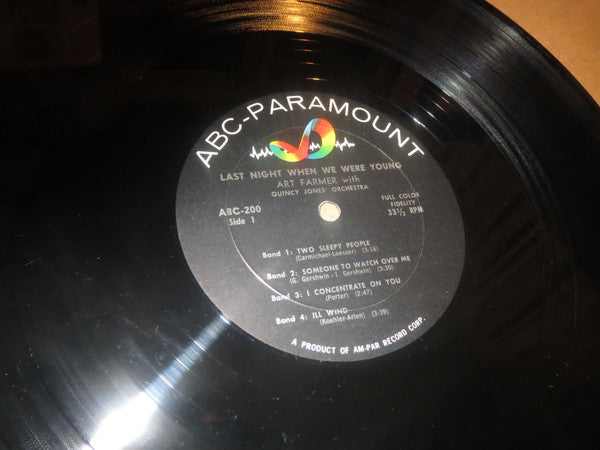 ABC-PARAMOUNT
LAST NIGHT WHEN WE WERE YOUNG
ART FARMER with
QUINCY JONES' ORCHESTRA
ABC-200
Side 1
FULL COLOR
FIDELITY
33⅓ RPM
Band 1: TWO SLEEPY PEOPLE
(Carmichael-Loesser) (3:16)
Band 2: SOMEONE TO WATCH OVER ME
(G. Gershwin - I. Gershwin) (3:30)
Band 3: I CONCENTRATE ON YOU
(Porter) (2:47)
Band 4: ILL WIND
(Koehler-Arlen) (3:39)
A PRODUCT OF AM-PAR RECORD CORP.